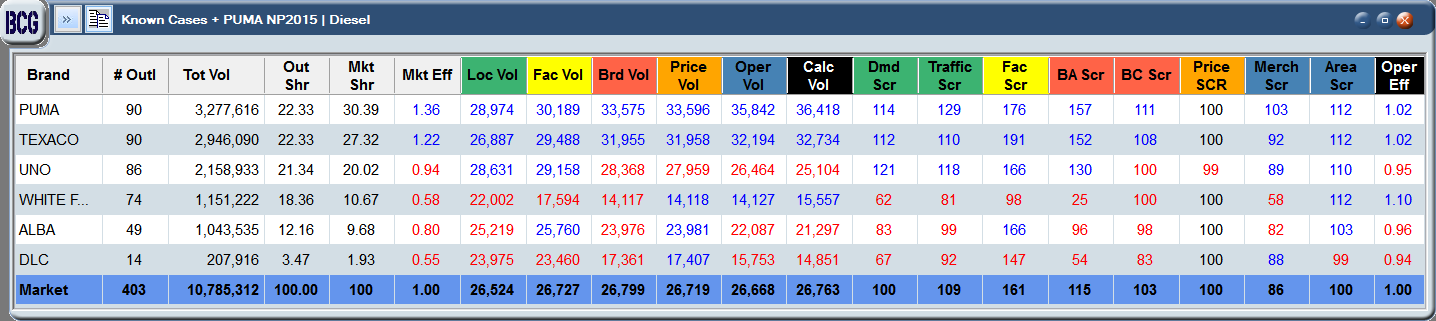 BCG » Known Cases + PUMA NP2015 | Diesel
Brand # Outl Tot Vol Out Shr Mkt Shr Mkt Eff Loc Vol Fac Vol Brd Vol Price Vol Oper Vol Calc Vol Dmd Scr Traffic Scr Fac Scr BA Scr BC Scr Price SCR Merch Scr Area Scr Oper Eff
PUMA 90 3,277,616 22.33 30.39 1.36 28,974 30,189 33,575 33,596 35,842 36,418 114 129 176 157 111 100 103 112 1.02
TEXACO 90 2,946,090 22.33 27.32 1.22 26,887 29,488 31,955 31,958 32,194 32,734 112 110 191 152 108 100 92 112 1.02
UNO 86 2,158,933 21.34 20.02 0.94 28,631 29,158 28,368 27,959 26,464 25,104 121 118 166 130 100 99 89 110 0.95
WHITE F... 74 1,151,222 18.36 10.67 0.58 22,002 17,594 14,117 14,118 14,127 15,557 62 81 98 25 100 100 58 112 1.10
ALBA 49 1,043,535 12.16 9.68 0.80 25,219 25,760 23,976 23,981 22,087 21,297 83 99 166 96 98 100 82 103 0.96
DLC 14 207,916 3.47 1.93 0.55 23,975 23,460 17,361 17,407 15,753 14,851 67 92 147 54 83 100 88 99 0.94
Market 403 10,785,312 100.00 100 1.00 26,524 26,727 26,799 26,719 26,668 26,763 100 109 161 115 103 100 86 100 1.00